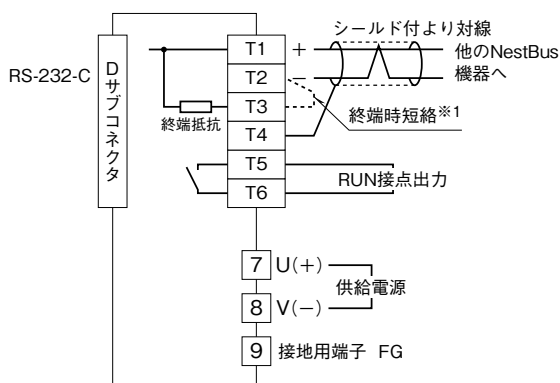 シールド付より対線
RS-232-C
Dサブコネクタ
T1
+
他のNestBus
機器へ
T2
−
T3
終端抵抗
終端時短絡※1
T4
T5
RUN接点出力
T6
7 U(+)
供給電源
8 V(−)
9 接地用端子 FG